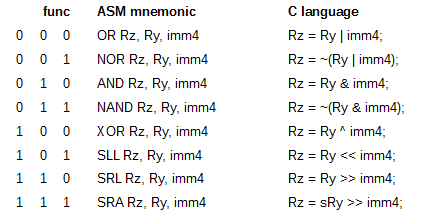 func ASM mnemonic C language
0 0 0 OR Rz, Ry, imm4 Rz = Ry | imm4;
0 0 1 NOR Rz, Ry, imm4 Rz = ~(Ry | imm4);
0 1 0 AND Rz, Ry, imm4 Rz = Ry & imm4;
0 1 1 NAND Rz, Ry, imm4 Rz = ~(Ry & imm4);
1 0 0 XOR Rz, Ry, imm4 Rz = Ry ^ imm4;
1 0 1 SLL Rz, Ry, imm4 Rz = Ry << imm4;
1 1 0 SRL Rz, Ry, imm4 Rz = Ry >> imm4;
1 1 1 SRA Rz, Ry, imm4 Rz = sRy >> imm4;